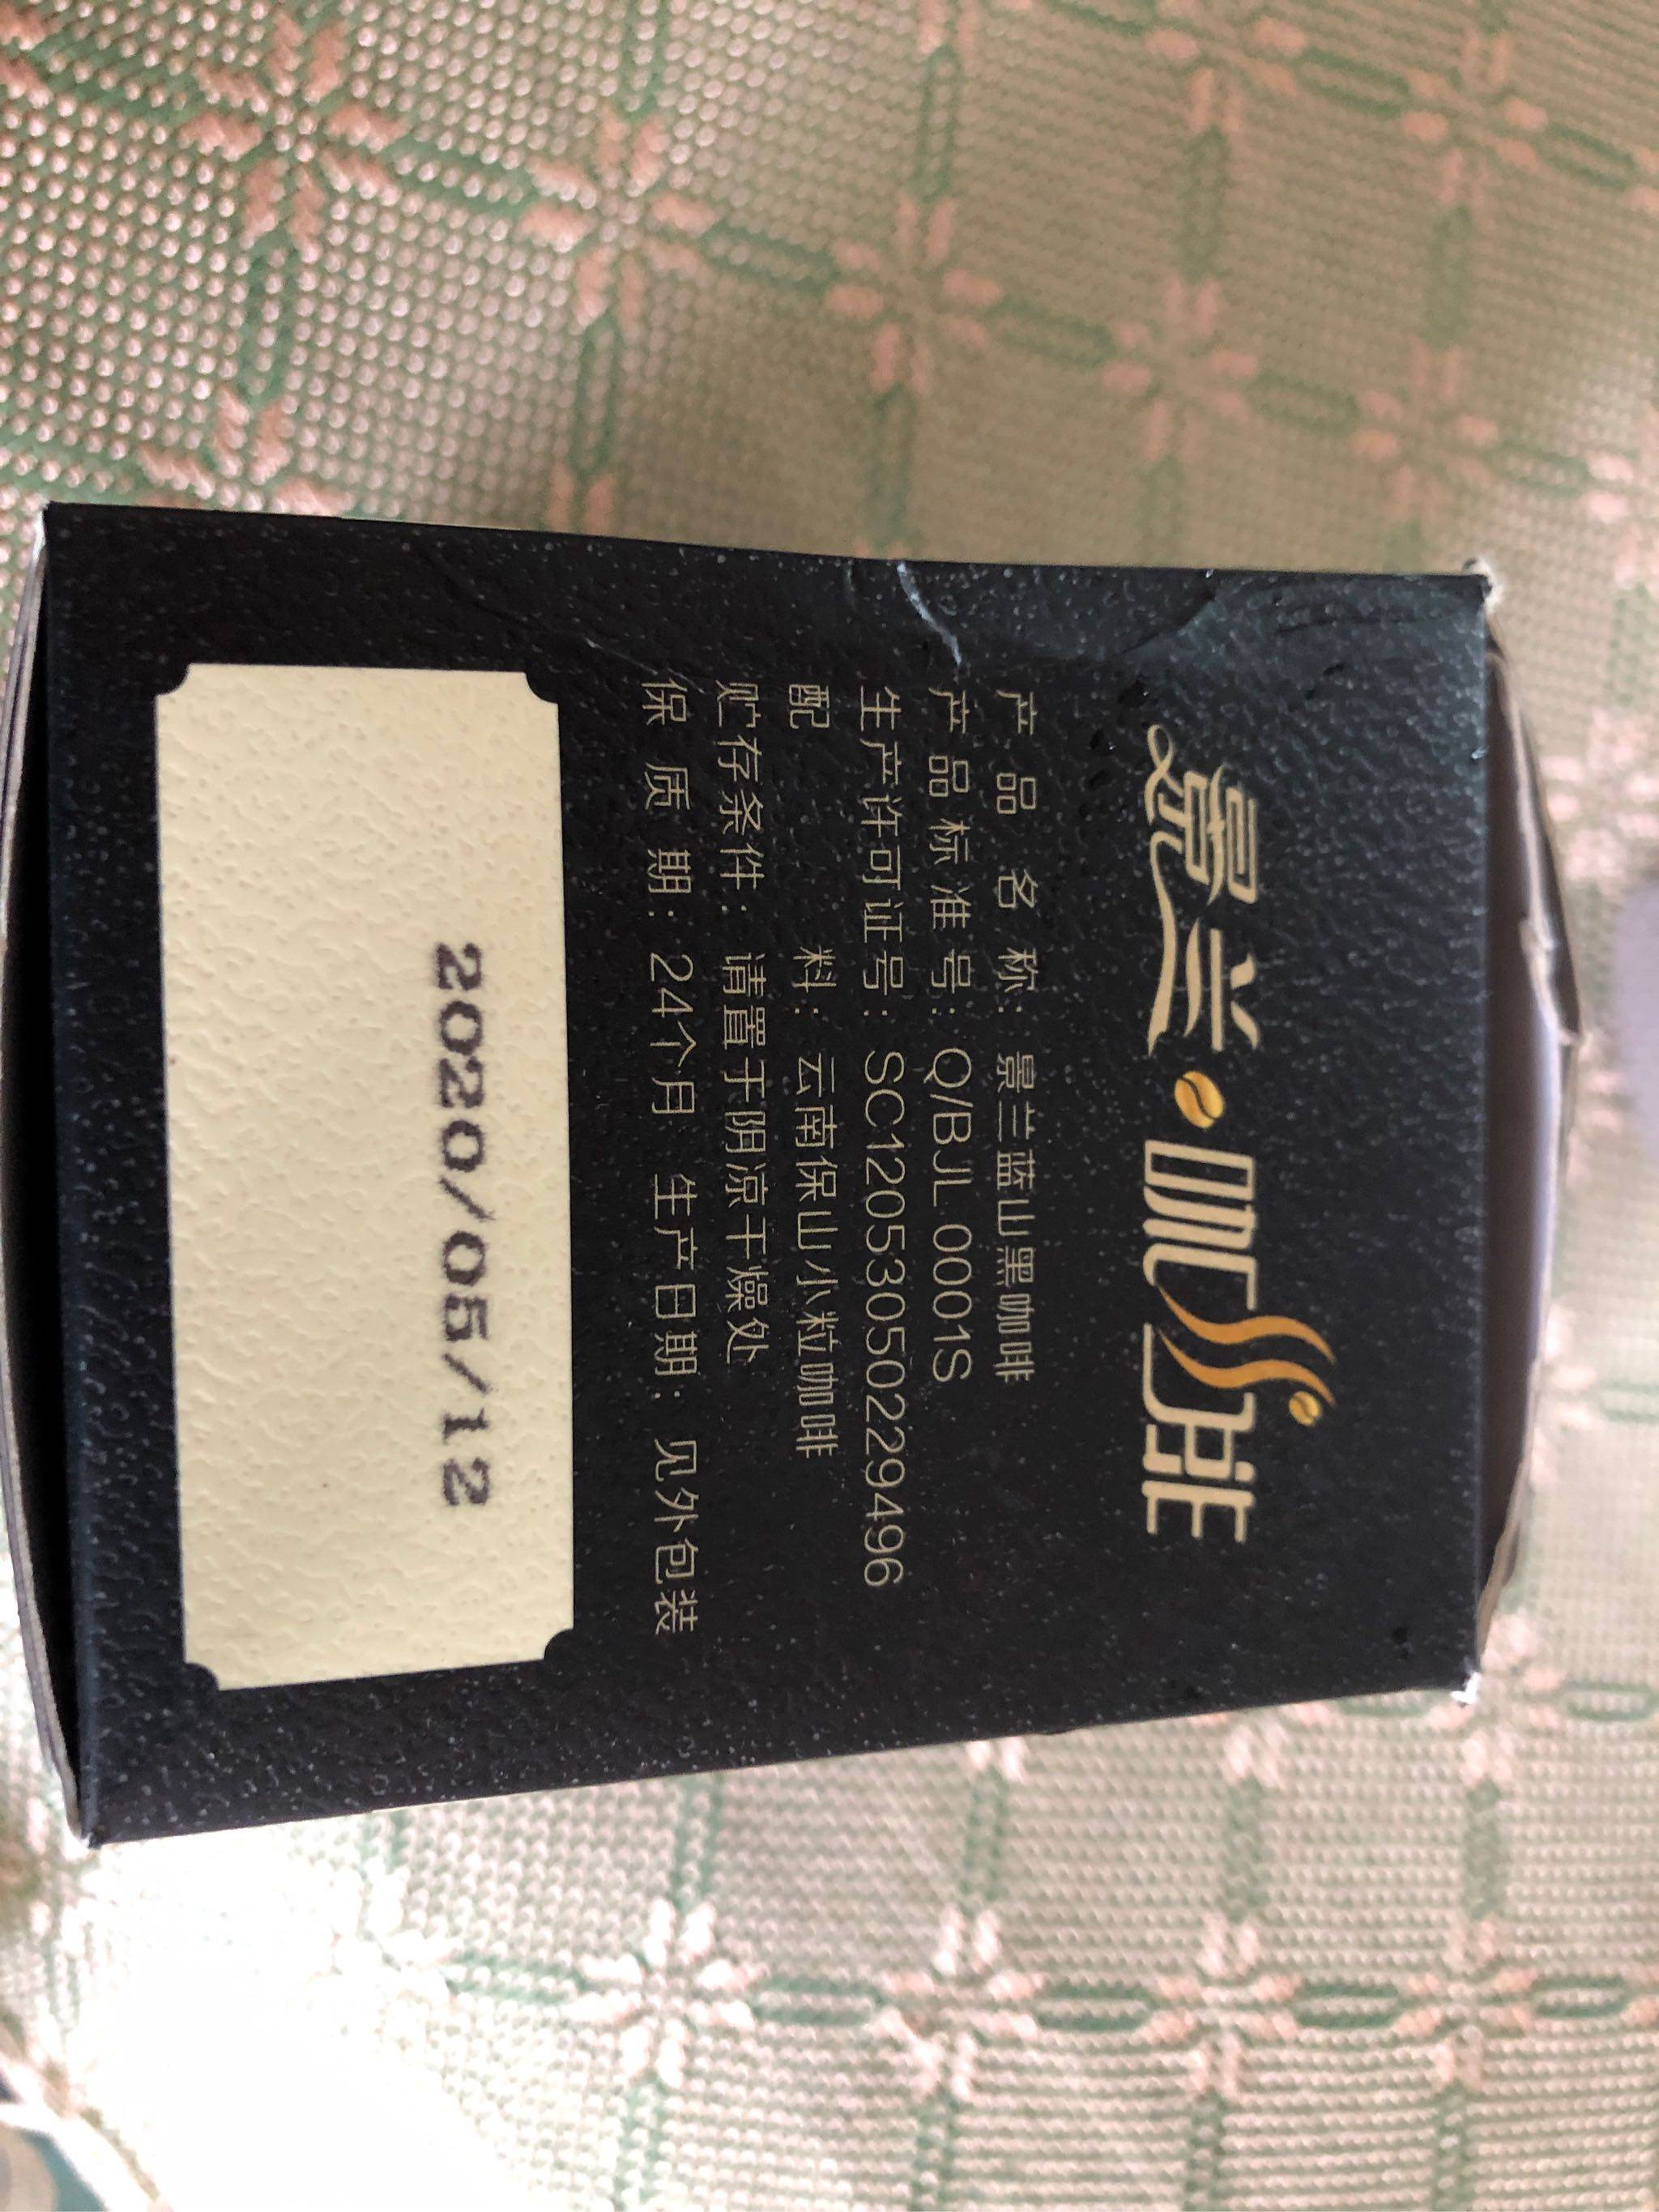 景兰·咖啡
产品名称：景兰蓝山黑咖啡
产品标准号：Q/BJL 0001S
生产许可证号：SC12053050229496
配料：云南保山小粒咖啡
贮存条件：请置于阴凉干燥处
保质期：24个月 生产日期：见外包装
2020/05/12